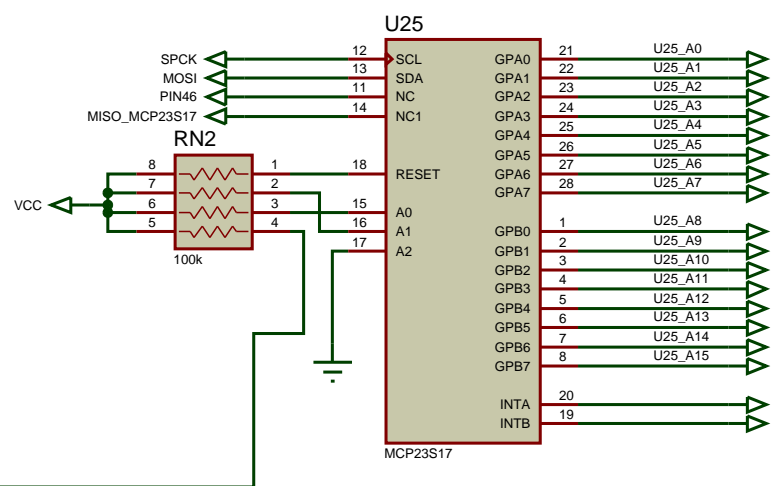 U25
SPCK
12
SCL
GPA0
21
U25_A0
MOSI
13
SDA
GPA1
22
U25_A1
PIN46
11
NC
GPA2
23
U25_A2
MISO_MCP23S17
14
NC1
GPA3
24
U25_A3
GPA4
25
U25_A4
RN2
GPA5
26
U25_A5
8
1
18
RESET
GPA6
27
U25_A6
7
2
GPA7
28
U25_A7
VCC
6
3
15
A0
5
4
16
A1
GPB0
1
U25_A8
17
A2
GPB1
2
U25_A9
100k
GPB2
3
U25_A10
GPB3
4
U25_A11
GPB4
5
U25_A12
GPB5
6
U25_A13
GPB6
7
U25_A14
GPB7
8
U25_A15
INTA
20
INTB
19
MCP23S17